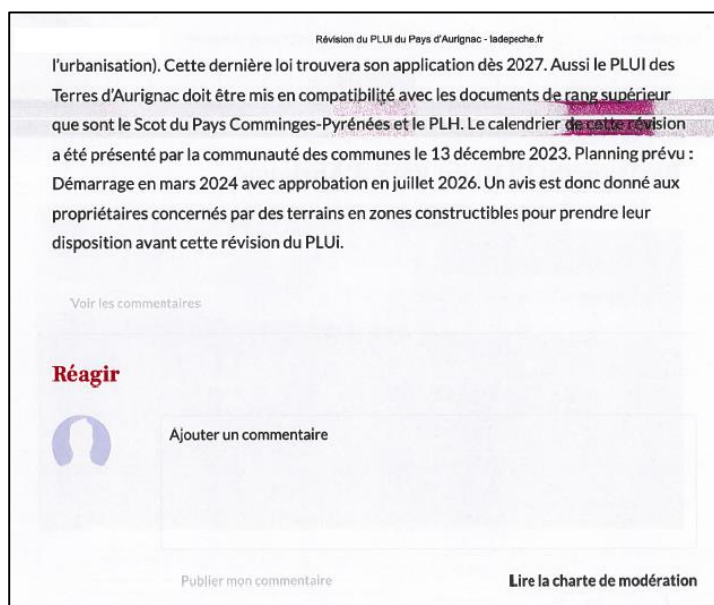 Révision du PLUi du Pays d'Aurignac - ladepeche.fr
l'urbanisation). Cette dernière loi trouvera son application dès 2027. Aussi le PLUI des
Terres d'Aurignac doit être mis en compatibilité avec les documents de rang supérieur
que sont le Scot du Pays Comminges-Pyrénées et le PLH. Le calendrier de cette révision
a été présenté par la communauté des communes le 13 décembre 2023. Planning prévu :
Démarrage en mars 2024 avec approbation en juillet 2026. Un avis est donc donné aux
propriétaires concernés par des terrains en zones constructibles pour prendre leur
disposition avant cette révision du PLUi.
Voir les commentaires
Réagir
Ajouter un commentaire
Publier mon commentaire
Lire la charte de modération